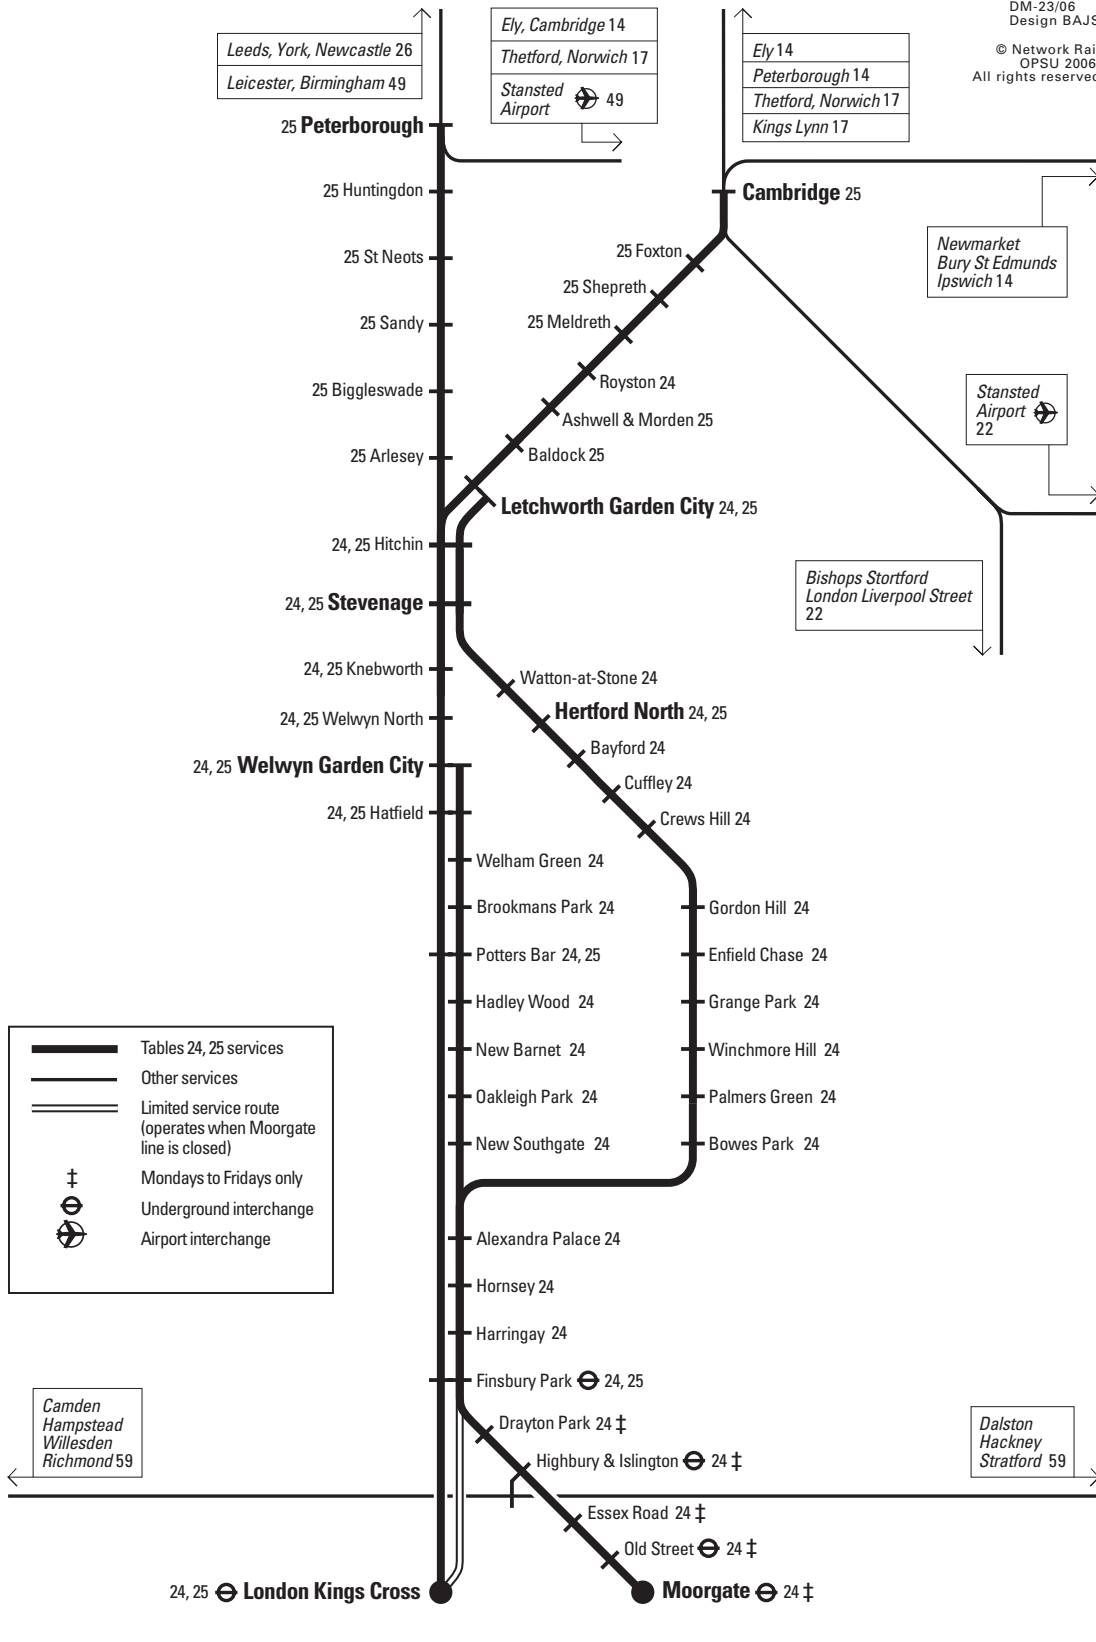 DM-23/06
Design BAJS
© Network Rai
OPSU 2006
All rights reserved
Leeds, York, Newcastle 26
Leicester, Birmingham 49
Ely, Cambridge 14
Thetford, Norwich 17
Stansted
Airport 49
Ely 14
Peterborough 14
Thetford, Norwich 17
Kings Lynn 17
25 Peterborough
25 Huntingdon
Cambridge 25
Newmarket
Bury St Edmunds
Ipswich 14
25 St Neots
25 Foxton
25 Shepreth
25 Sandy
25 Meldreth
25 Biggleswade
Royston 24
Ashwell & Morden 25
Stansted
Airport
22
25 Arlesey
Baldock 25
Letchworth Garden City 24, 25
24, 25 Hitchin
24, 25 Stevenage
Bishops Stortford
London Liverpool Street
22
24, 25 Knebworth
Watton-at-Stone 24
24, 25 Welwyn North
Hertford North 24, 25
Bayford 24
24, 25 Welwyn Garden City
Cuffley 24
24, 25 Hatfield
Crews Hill 24
Welham Green 24
Brookmans Park 24
Gordon Hill 24
Potters Bar 24, 25
Enfield Chase 24
Hadley Wood 24
Grange Park 24
New Barnet 24
Winchmore Hill 24
Oakleigh Park 24
Palmers Green 24
New Southgate 24
Bowes Park 24
Tables 24, 25 services
Other services
Limited service route
(operates when Moorgate
line is closed)
‡ Mondays to Fridays only
Underground interchange
Airport interchange
Alexandra Palace 24
Hornsey 24
Harringay 24
Finsbury Park 24, 25
Camden
Hampstead
Willesden
Richmond 59
Drayton Park 24 ‡
Highbury & Islington 24 ‡
Dalston
Hackney
Stratford 59
Essex Road 24 ‡
Old Street 24 ‡
24, 25 London Kings Cross
Moorgate 24 ‡